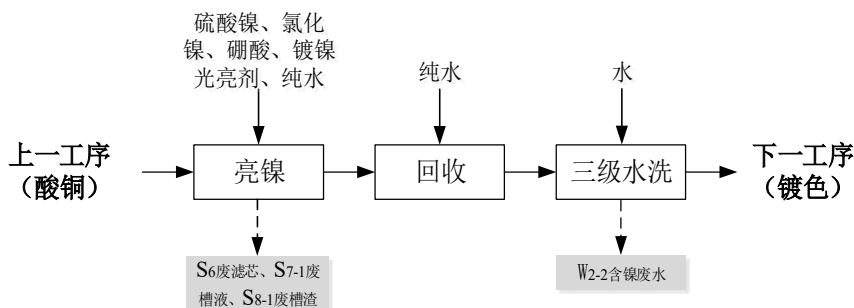 硫酸镍、氯化
镍、硼酸、镀镍
光亮剂、纯水
纯水
水
上一工序
（酸铜）
亮镍
回收
三级水洗
下一工序
（镀色）
S6废滤芯、S7-1废
槽液、S8-1废槽渣
W2-2含镍废水